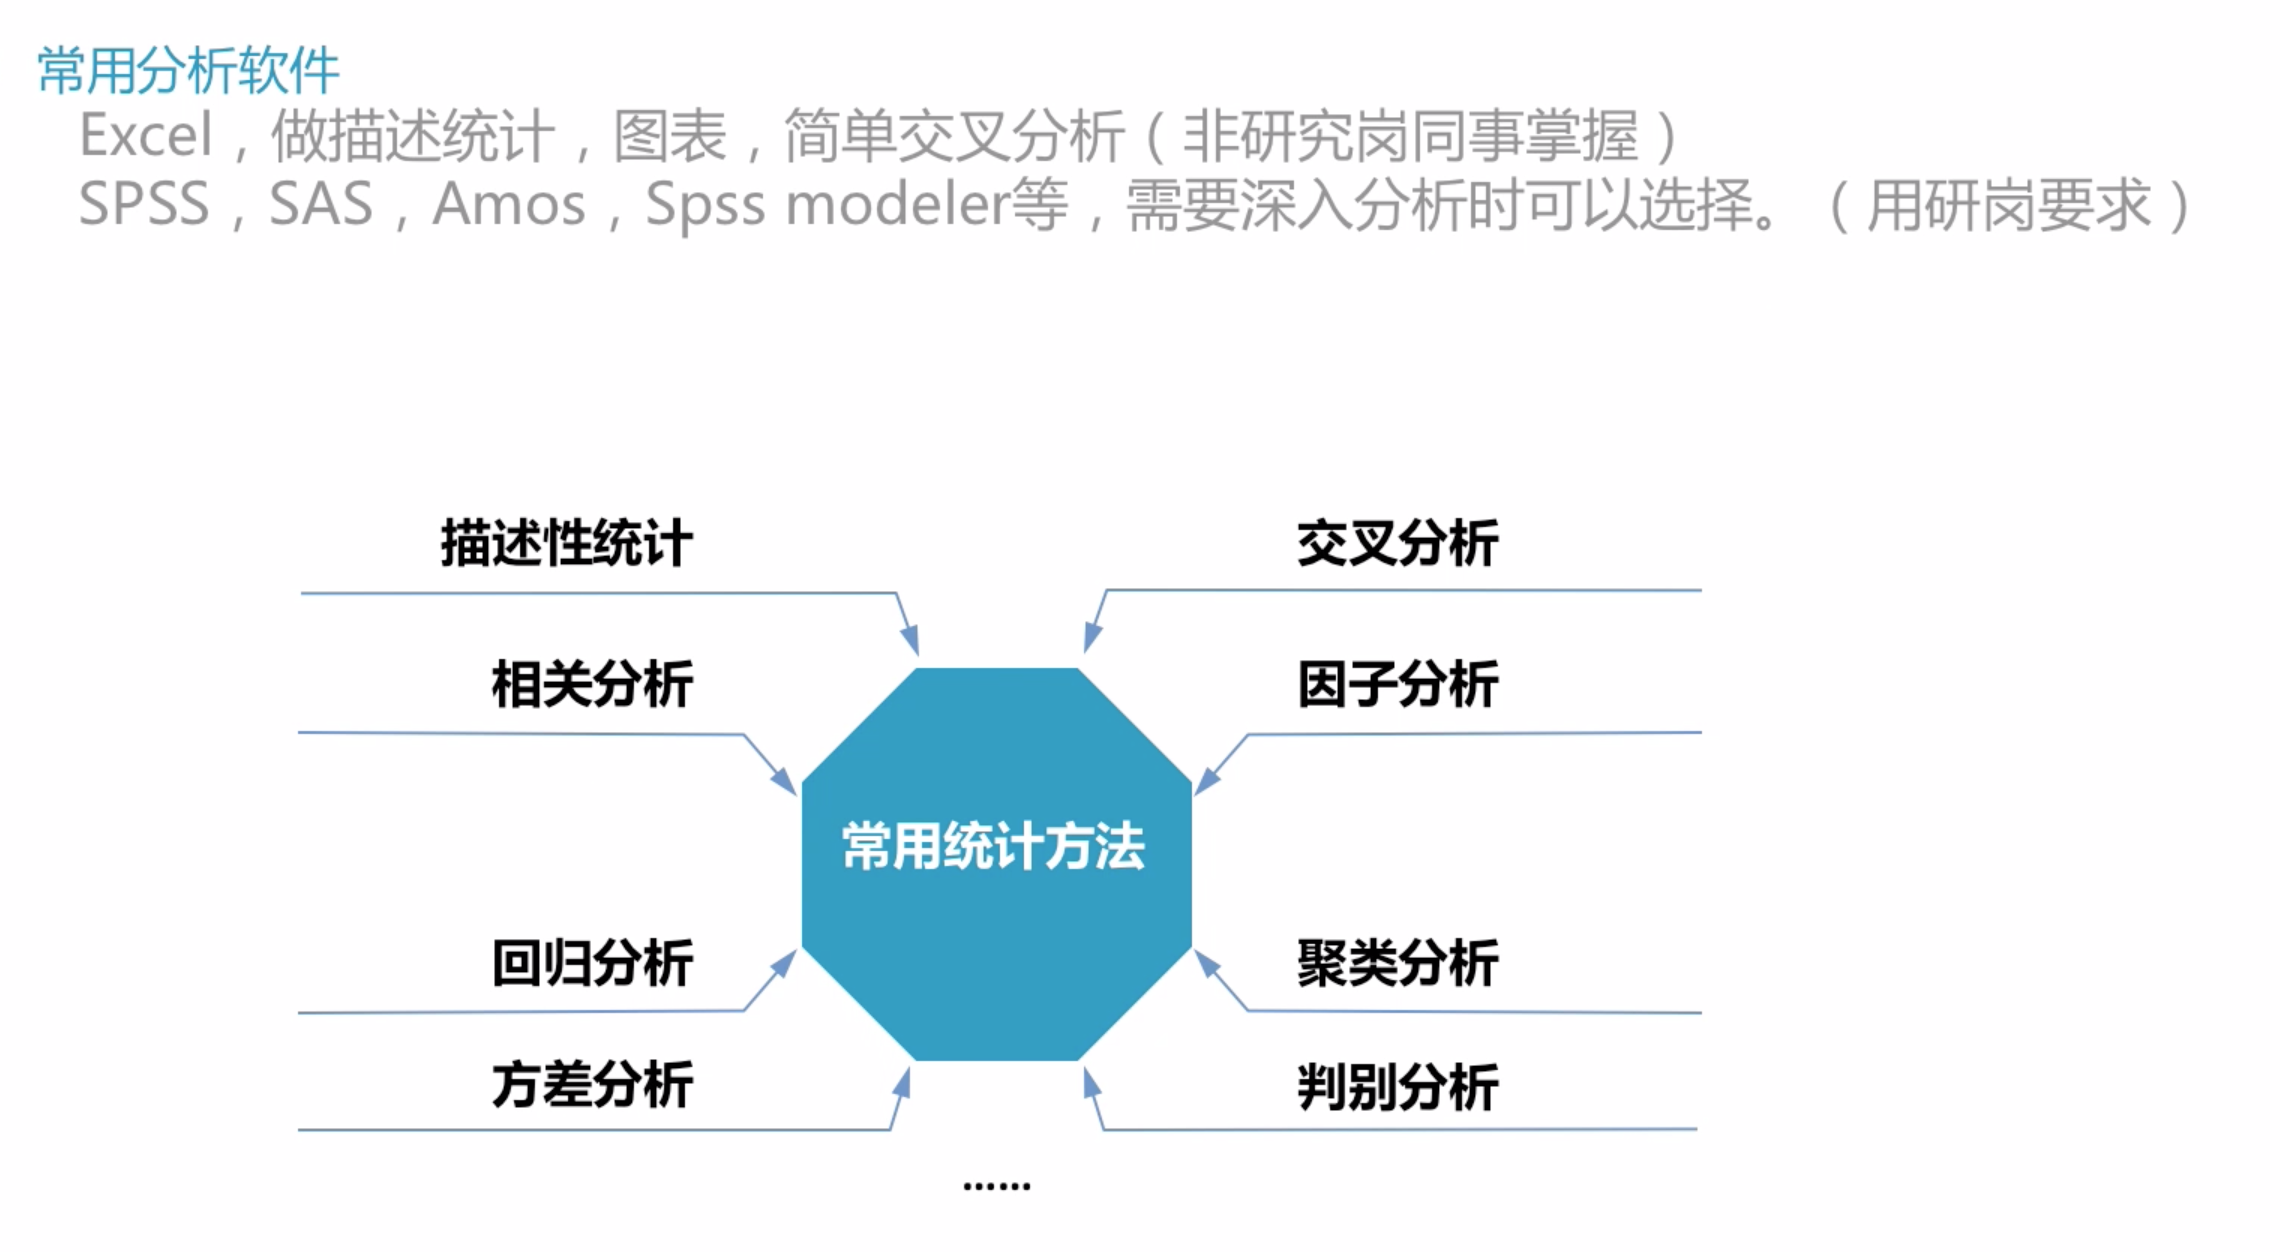 常用分析软件
Excel，做描述统计，图表，简单交叉分析（非研究岗同事掌握）
SPSS，SAS，Amos，Spss modeler等，需要深入分析时可以选择。（用研岗要求）
描述性统计
交叉分析
相关分析
因子分析
常用统计方法
回归分析
聚类分析
方差分析
判别分析
……